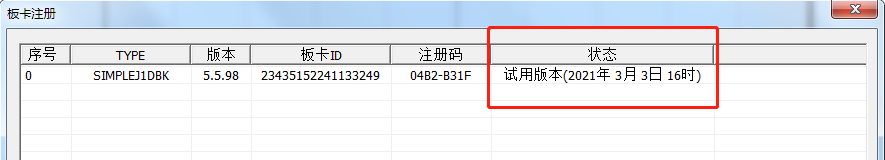 板卡注册
序号 TYPE 版本 板卡ID 注册码 状态
0 SIMPLEJ1DBK 5.5.98 23435152241133249 04B2-B31F 试用版本(2021年 3月 3日 16时)